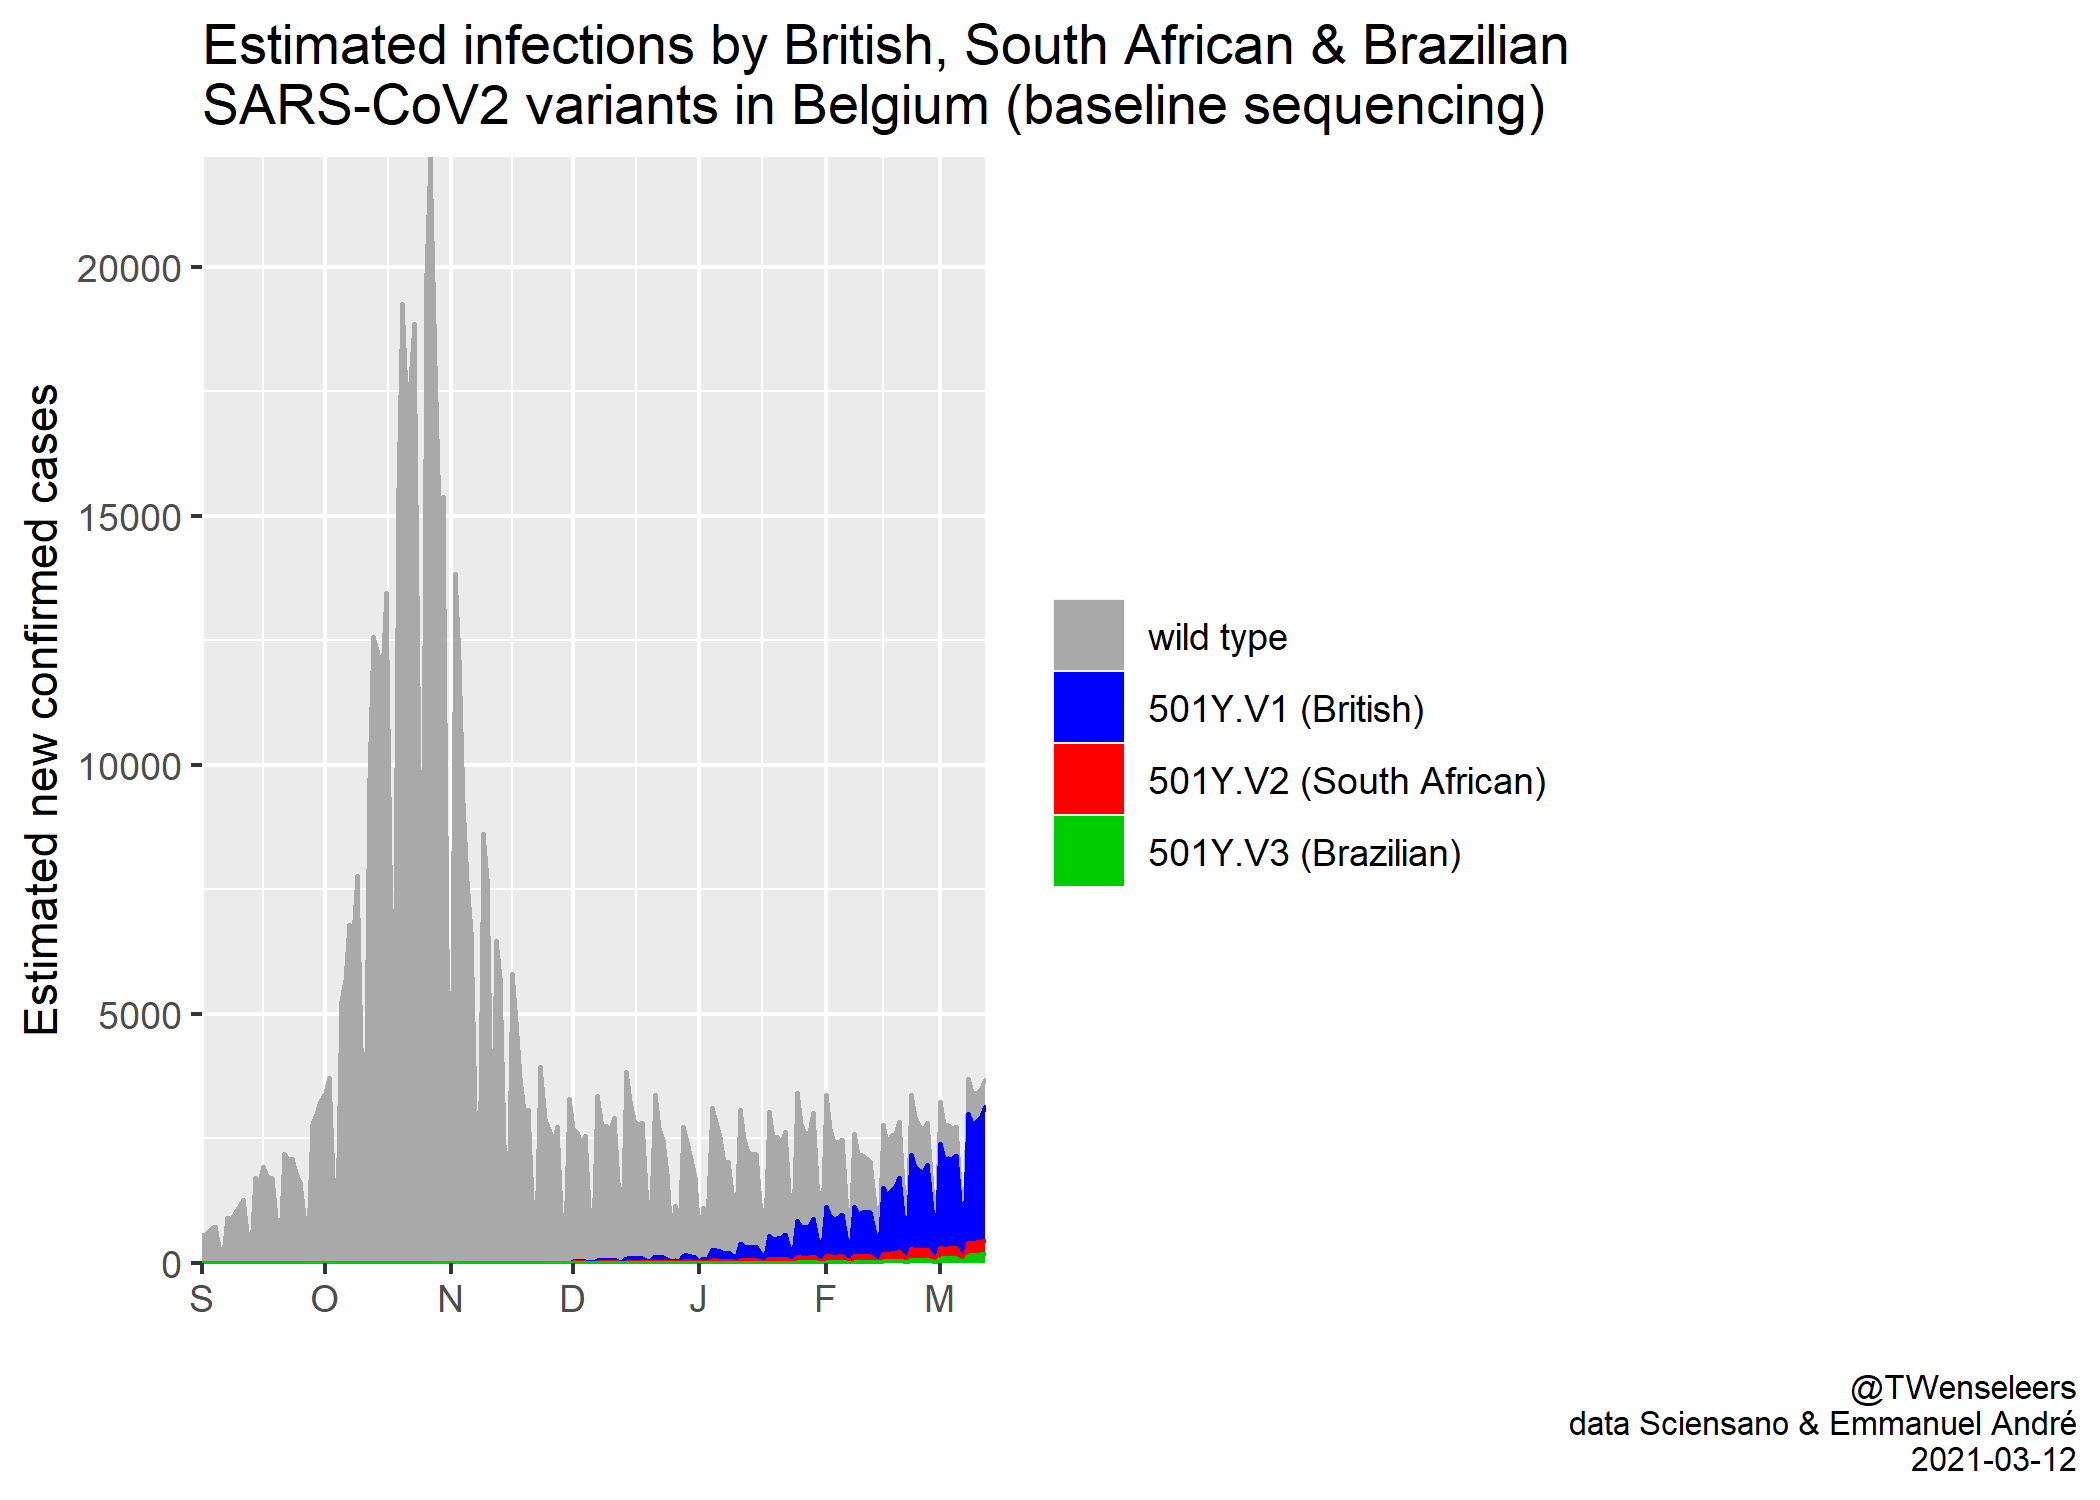 Estimated infections by British, South African & Brazilian
SARS-CoV2 variants in Belgium (baseline sequencing)
Estimated new confirmed cases
20000
15000
10000
5000
0
S
O
N
D
J
F
M
wild type
501Y.V1 (British)
501Y.V2 (South African)
501Y.V3 (Brazilian)
@TWenseleers
data Sciensano & Emmanuel André
2021-03-12